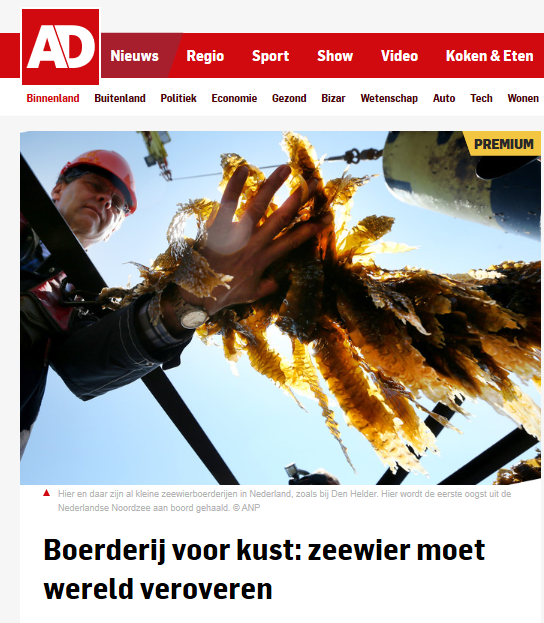 AD
Nieuws Regio Sport Show Video Koken & Eten
Binnenland Buitenland Politiek Economie Gezond Bizar Wetenschap Auto Tech Wonen
PREMIUM
Hier en daar zijn al kleine zeewierboerderijen in Nederland, zoals bij Den Helder. Hier wordt de eerste oogst uit de
Nederlandse Noordzee aan boord gehaald. © ANP
Boerderij voor kust: zeewier moet
wereld veroveren